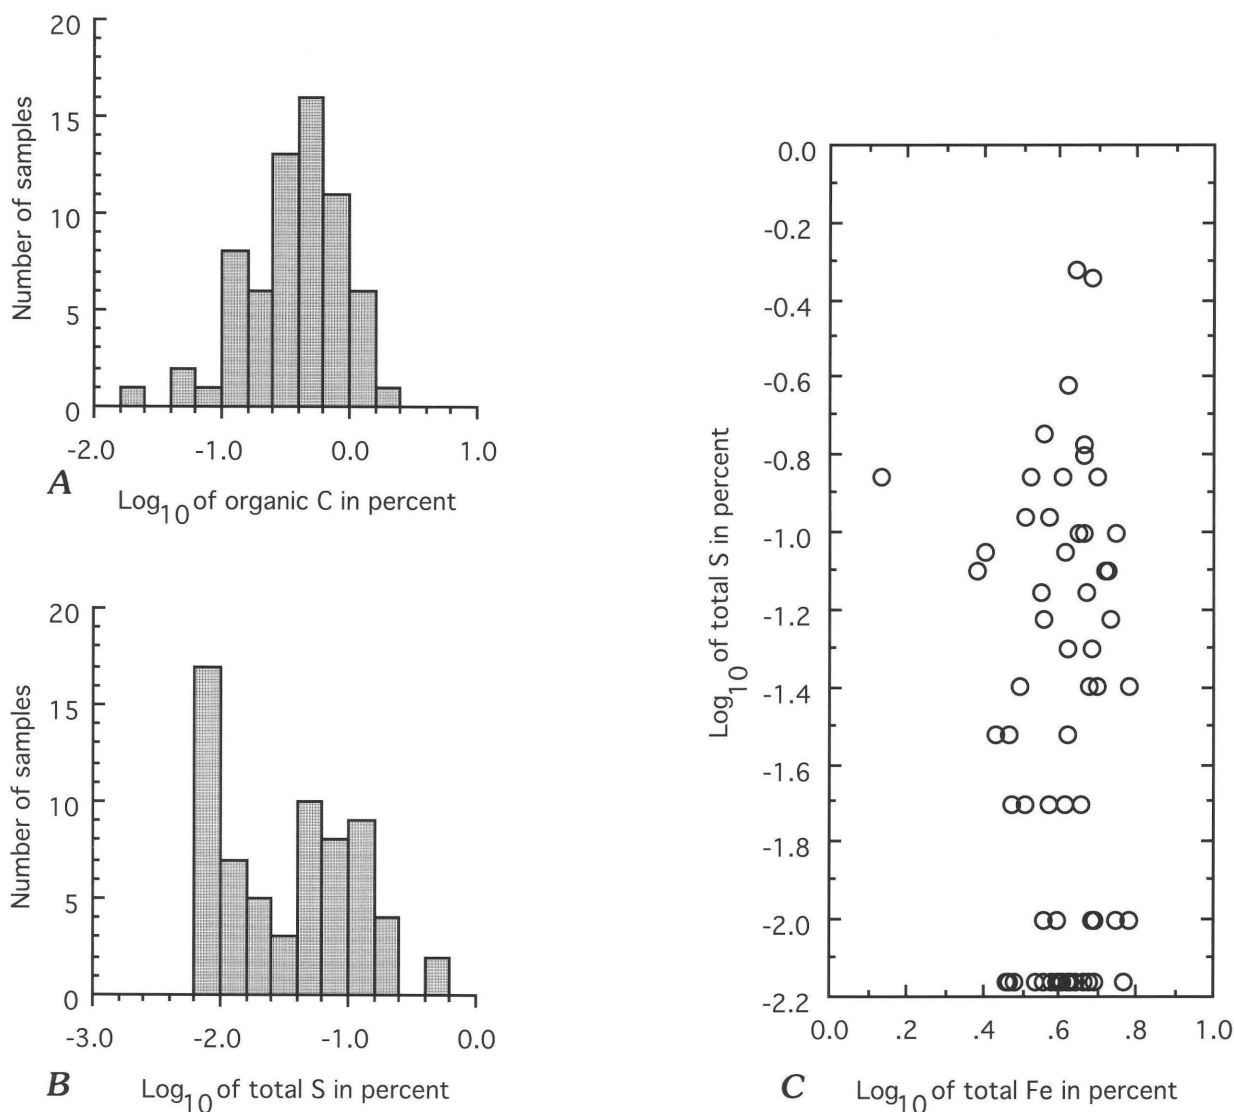 20
15
10
5
0
Number of samples
-2.0 -1.0 0.0 1.0
A
Log10 of organic C in percent
20
15
10
5
0
Number of samples
-3.0 -2.0 -1.0 0.0
B
Log10 of total S in percent
0.0
-0.2
-0.4
-0.6
-0.8
-1.0
-1.2
-1.4
-1.6
-1.8
-2.0
-2.2
Log10 of total S in percent
0.0 .2 .4 .6 .8 1.0
C
Log10 of total Fe in percent